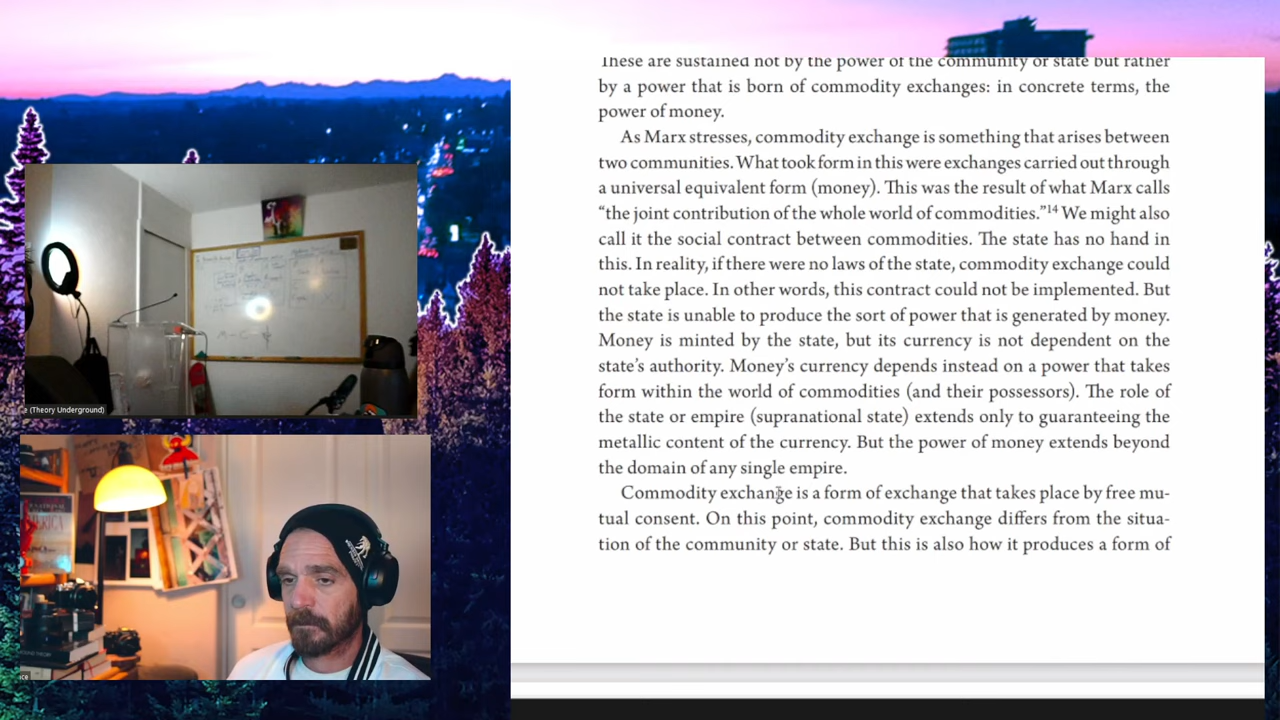 These are sustained not by the power of the community or state but rather
by a power that is born of commodity exchanges: in concrete terms, the
power of money.
As Marx stresses, commodity exchange is something that arises between
two communities. What took form in this were exchanges carried out through
a universal equivalent form (money). This was the result of what Marx calls
“the joint contribution of the whole world of commodities.”14 We might also
call it the social contract between commodities. The state has no hand in
this. In reality, if there were no laws of the state, commodity exchange could
not take place. In other words, this contract could not be implemented. But
the state is unable to produce the sort of power that is generated by money.
Money is minted by the state, but its currency is not dependent on the
state’s authority. Money’s currency depends instead on a power that takes
form within the world of commodities (and their possessors). The role of
the state or empire (supranational state) extends only to guaranteeing the
metallic content of the currency. But the power of money extends beyond
the domain of any single empire.
Commodity exchange is a form of exchange that takes place by free mu-
tual consent. On this point, commodity exchange differs from the situa-
tion of the community or state. But this is also how it produces a form of
(Theory Underground)